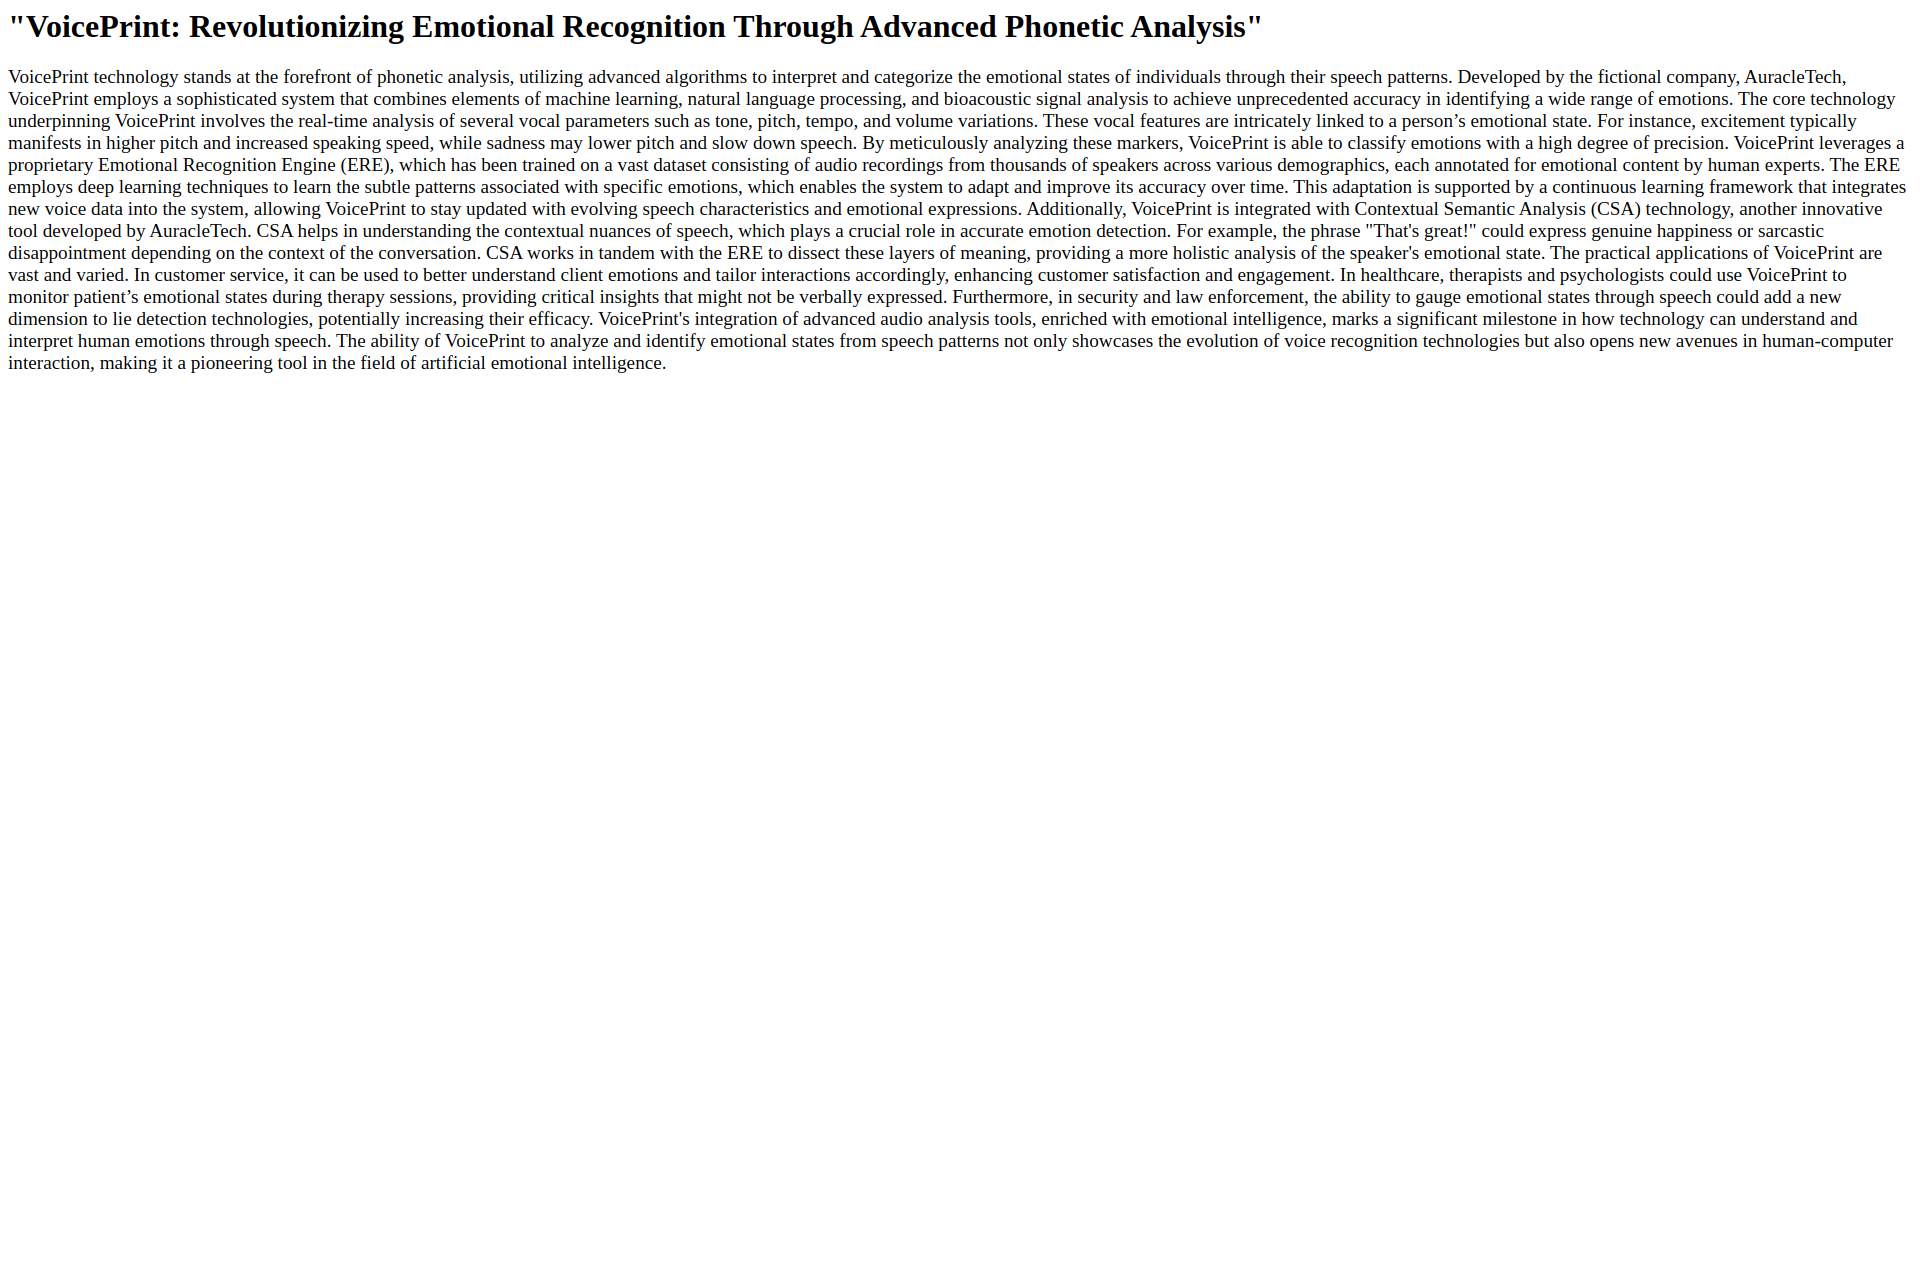 "VoicePrint: Revolutionizing Emotional Recognition Through Advanced Phonetic Analysis"
VoicePrint technology stands at the forefront of phonetic analysis, utilizing advanced algorithms to interpret and categorize the emotional states of individuals through their speech patterns. Developed by the fictional company, AuracleTech,
VoicePrint employs a sophisticated system that combines elements of machine learning, natural language processing, and bioacoustic signal analysis to achieve unprecedented accuracy in identifying a wide range of emotions. The core technology
underpinning VoicePrint involves the real-time analysis of several vocal parameters such as tone, pitch, tempo, and volume variations. These vocal features are intricately linked to a person’s emotional state. For instance, excitement typically
manifests in higher pitch and increased speaking speed, while sadness may lower pitch and slow down speech. By meticulously analyzing these markers, VoicePrint is able to classify emotions with a high degree of precision. VoicePrint leverages a
proprietary Emotional Recognition Engine (ERE), which has been trained on a vast dataset consisting of audio recordings from thousands of speakers across various demographics, each annotated for emotional content by human experts. The ERE
employs deep learning techniques to learn the subtle patterns associated with specific emotions, which enables the system to adapt and improve its accuracy over time. This adaptation is supported by a continuous learning framework that integrates
new voice data into the system, allowing VoicePrint to stay updated with evolving speech characteristics and emotional expressions. Additionally, VoicePrint is integrated with Contextual Semantic Analysis (CSA) technology, another innovative
tool developed by AuracleTech. CSA helps in understanding the contextual nuances of speech, which plays a crucial role in accurate emotion detection. For example, the phrase "That's great!" could express genuine happiness or sarcastic
disappointment depending on the context of the conversation. CSA works in tandem with the ERE to dissect these layers of meaning, providing a more holistic analysis of the speaker's emotional state. The practical applications of VoicePrint are
vast and varied. In customer service, it can be used to better understand client emotions and tailor interactions accordingly, enhancing customer satisfaction and engagement. In healthcare, therapists and psychologists could use VoicePrint to
monitor patient’s emotional states during therapy sessions, providing critical insights that might not be verbally expressed. Furthermore, in security and law enforcement, the ability to gauge emotional states through speech could add a new
dimension to lie detection technologies, potentially increasing their efficacy. VoicePrint's integration of advanced audio analysis tools, enriched with emotional intelligence, marks a significant milestone in how technology can understand and
interpret human emotions through speech. The ability of VoicePrint to analyze and identify emotional states from speech patterns not only showcases the evolution of voice recognition technologies but also opens new avenues in human-computer
interaction, making it a pioneering tool in the field of artificial emotional intelligence.